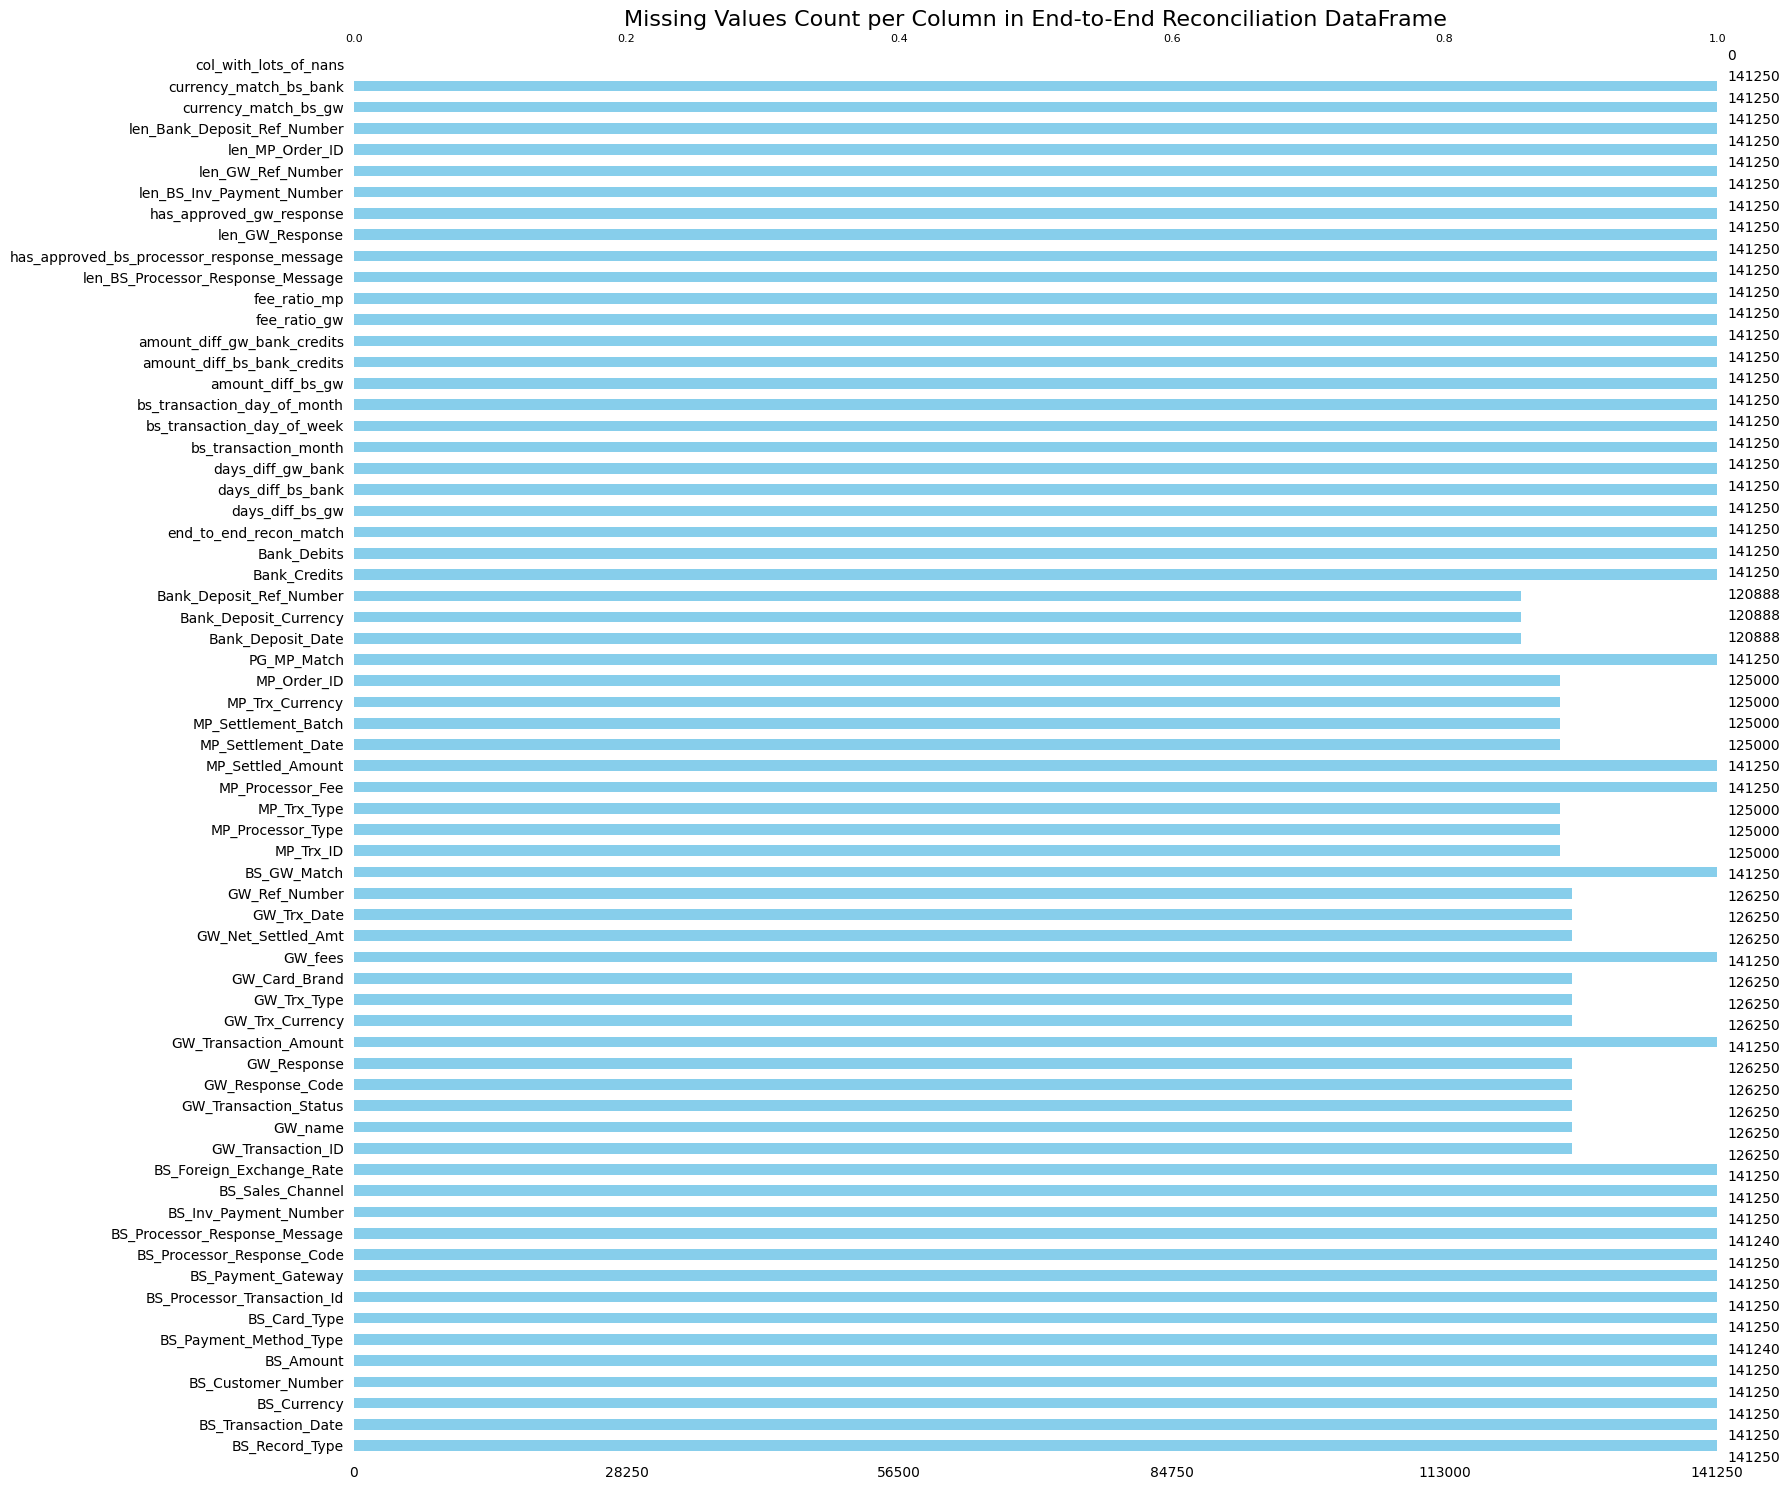 Missing Values Count per Column in End-to-End Reconciliation DataFrame
0.0 0.2 0.4 0.6 0.8 1.0
col_with_lots_of_nans 0
currency_match_bs_bank 141250
currency_match_bs_gw 141250
len_Bank_Deposit_Ref_Number 141250
len_MP_Order_ID 141250
len_GW_Ref_Number 141250
len_BS_Inv_Payment_Number 141250
has_approved_gw_response 141250
len_GW_Response 141250
has_approved_bs_processor_response_message 141250
len_BS_Processor_Response_Message 141250
fee_ratio_mp 141250
fee_ratio_gw 141250
amount_diff_gw_bank_credits 141250
amount_diff_bs_bank_credits 141250
amount_diff_bs_gw 141250
bs_transaction_day_of_month 141250
bs_transaction_day_of_week 141250
bs_transaction_month 141250
days_diff_gw_bank 141250
days_diff_bs_bank 141250
days_diff_bs_gw 141250
end_to_end_recon_match 141250
Bank_Debits 141250
Bank_Credits 141250
Bank_Deposit_Ref_Number 120888
Bank_Deposit_Currency 120888
Bank_Deposit_Date 120888
PG_MP_Match 141250
MP_Order_ID 125000
MP_Trx_Currency 125000
MP_Settlement_Batch 125000
MP_Settlement_Date 125000
MP_Settled_Amount 141250
MP_Processor_Fee 141250
MP_Trx_Type 125000
MP_Processor_Type 125000
MP_Trx_ID 125000
BS_GW_Match 141250
GW_Ref_Number 126250
GW_Trx_Date 126250
GW_Net_Settled_Amt 126250
GW_fees 141250
GW_Card_Brand 126250
GW_Trx_Type 126250
GW_Trx_Currency 126250
GW_Transaction_Amount 141250
GW_Response 126250
GW_Response_Code 126250
GW_Transaction_Status 126250
GW_name 126250
GW_Transaction_ID 126250
BS_Foreign_Exchange_Rate 141250
BS_Sales_Channel 141250
BS_Inv_Payment_Number 141250
BS_Processor_Response_Message 141240
BS_Processor_Response_Code 141250
BS_Payment_Gateway 141250
BS_Processor_Transaction_Id 141250
BS_Card_Type 141250
BS_Payment_Method_Type 141240
BS_Amount 141250
BS_Customer_Number 141250
BS_Currency 141250
BS_Transaction_Date 141250
BS_Record_Type 141250
0 28250 56500 84750 113000 141250